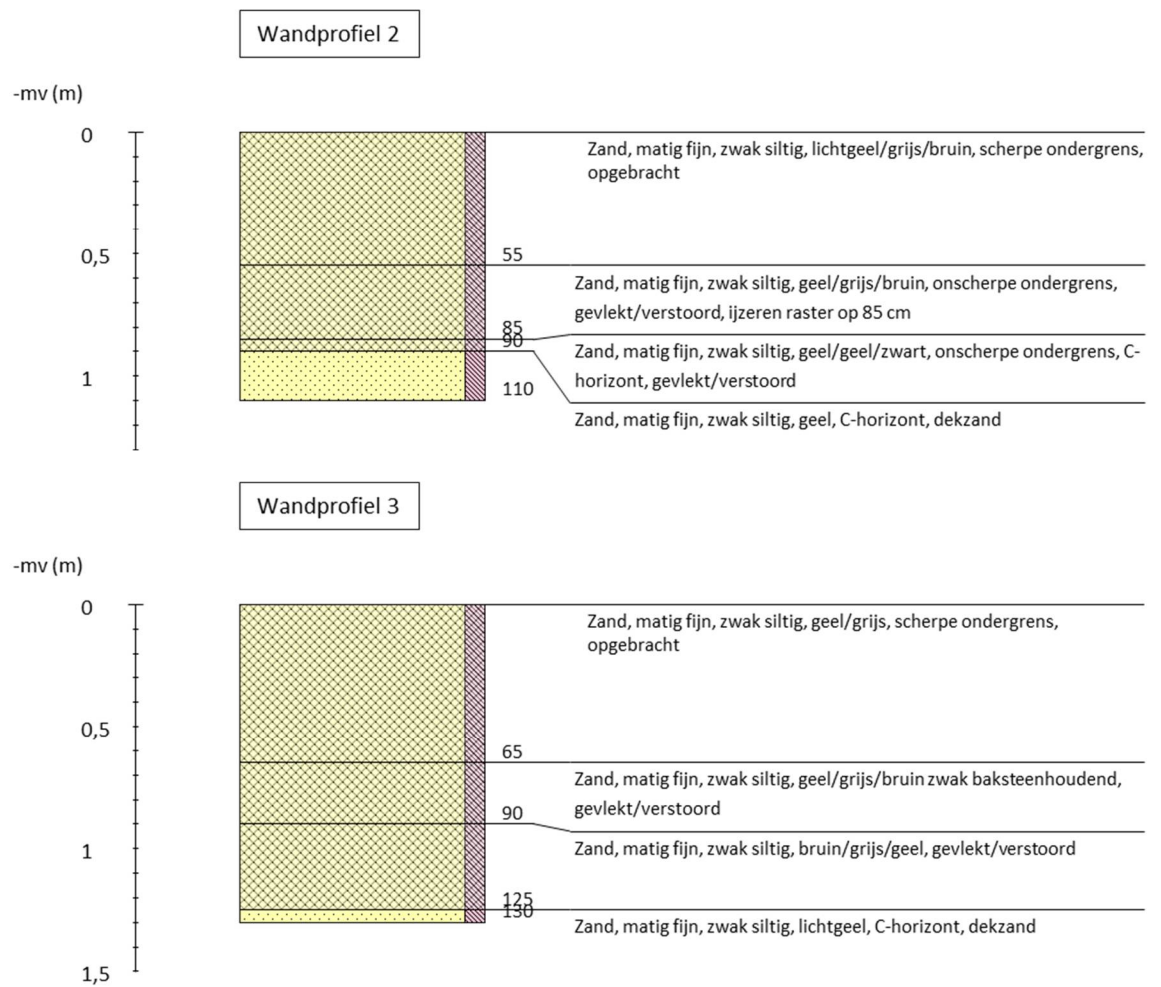 Wandprofiel 2
-mv (m)
0
Zand, matig fijn, zwak siltig, lichtgeel/grijs/bruin, scherpe ondergrens,
opgebracht
0,5
55
Zand, matig fijn, zwak siltig, geel/grijs/bruin, onscherpe ondergrens,
gevlekt/verstoord, ijzeren raster op 85 cm
85
90
Zand, matig fijn, zwak siltig, geel/geel/zwart, onscherpe ondergrens, C-
horizont, gevlekt/verstoord
1
110
Zand, matig fijn, zwak siltig, geel, C-horizont, dekzand
Wandprofiel 3
-mv (m)
0
Zand, matig fijn, zwak siltig, geel/grijs, scherpe ondergrens,
opgebracht
0,5
65
Zand, matig fijn, zwak siltig, geel/grijs/bruin zwak baksteenhoudend,
gevlekt/verstoord
90
1
Zand, matig fijn, zwak siltig, bruin/grijs/geel, gevlekt/verstoord
125
130
Zand, matig fijn, zwak siltig, lichtgeel, C-horizont, dekzand
1,5